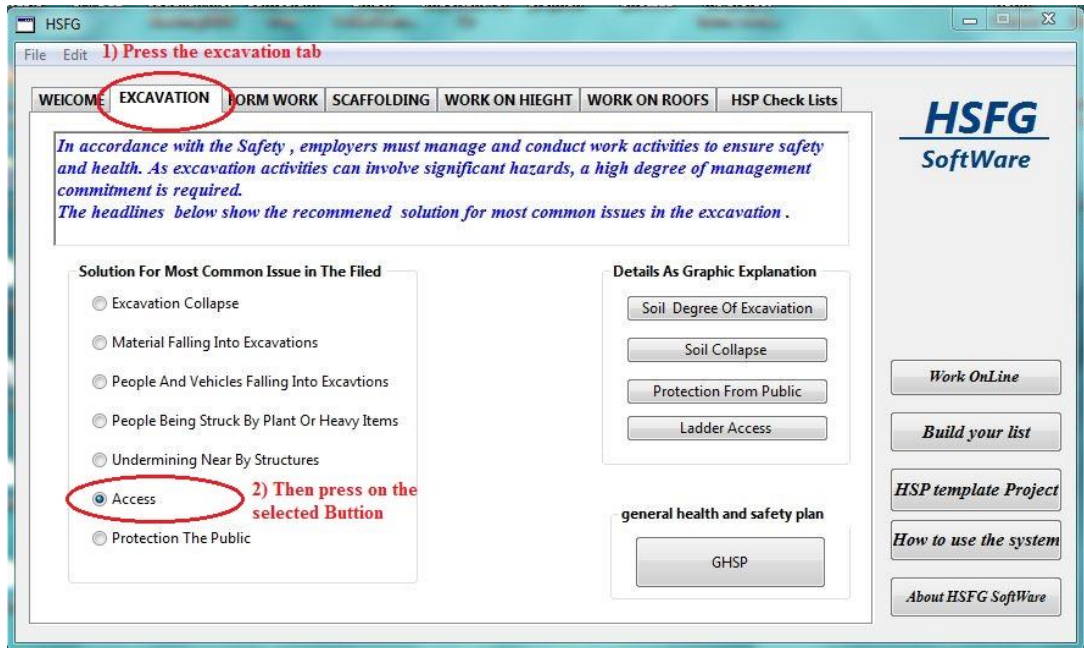 HSFG
File Edit 1) Press the excavation tab
WEICOME EXCAVATION FORM WORK SCAFFOLDING WORK ON HIEGHT WORK ON ROOFS HSP Check Lists
In accordance with the Safety , employers must manage and conduct work activities to ensure safety
and health. As excavation activities can involve significant hazards, a high degree of management
commitment is required.
The headlines below show the recommened solution for most common issues in the excavation .
Solution For Most Common Issue in The Filed
Excavation Collapse
Material Falling Into Excavations
People And Vehicles Falling Into Excavtions
People Being Struck By Plant Or Heavy Items
Undermining Near By Structures
Access
2) Then press on the
selected Buttion
Protection The Public
Details As Graphic Explanation
Soil Degree Of Excaviation
Soil Collapse
Protection From Public
Ladder Access
general health and safety plan
GHSP
HSFG
SoftWare
Work OnLine
Build your list
HSP template Project
How to use the system
About HSFG SoftWare